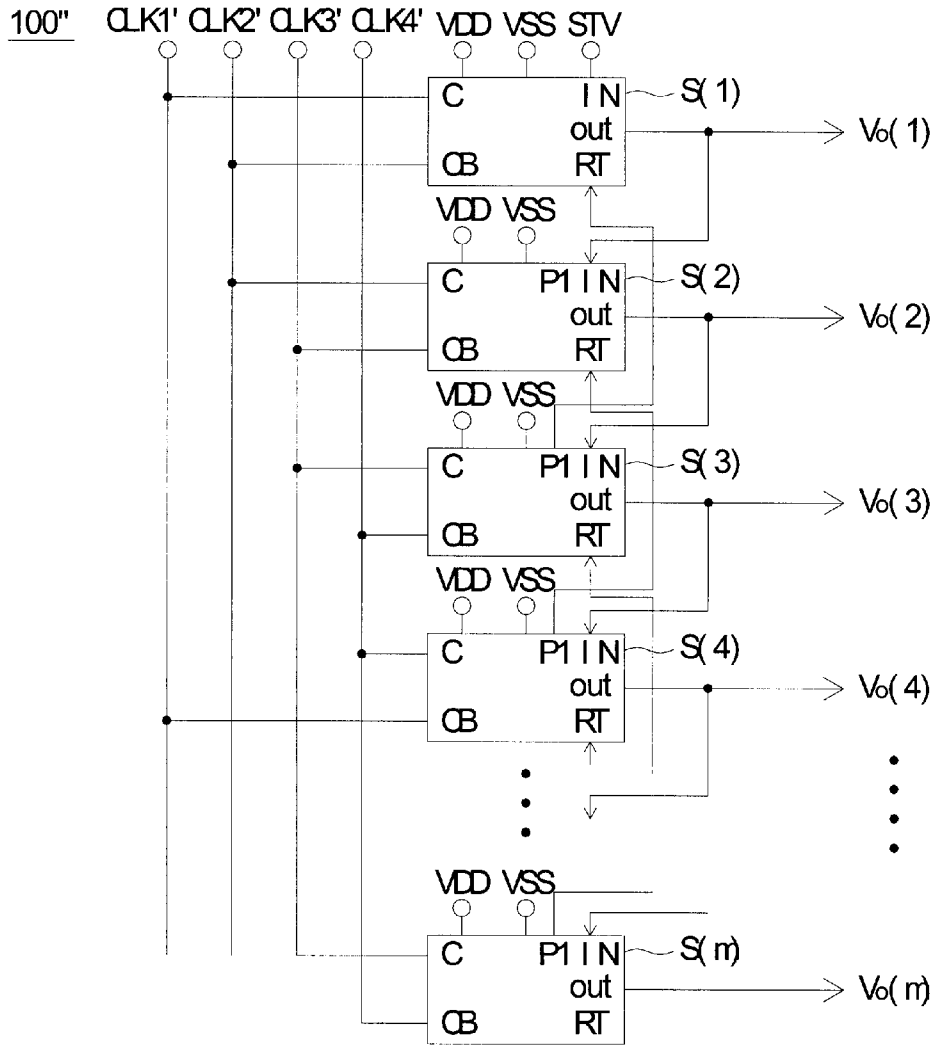 100"
CLK1' CLK2' CLK3' CLK4' VDD VSS STV
C IN S(1)
out Vo(1)
CB RT
VDD VSS
C P1 IN S(2)
out Vo(2)
CB RT
VDD VSS
C P1 IN S(3)
out Vo(3)
CB RT
VDD VSS
C P1 IN S(4)
out Vo(4)
CB RT
VDD VSS
C P1 IN S(m)
out Vo(m)
CB RT